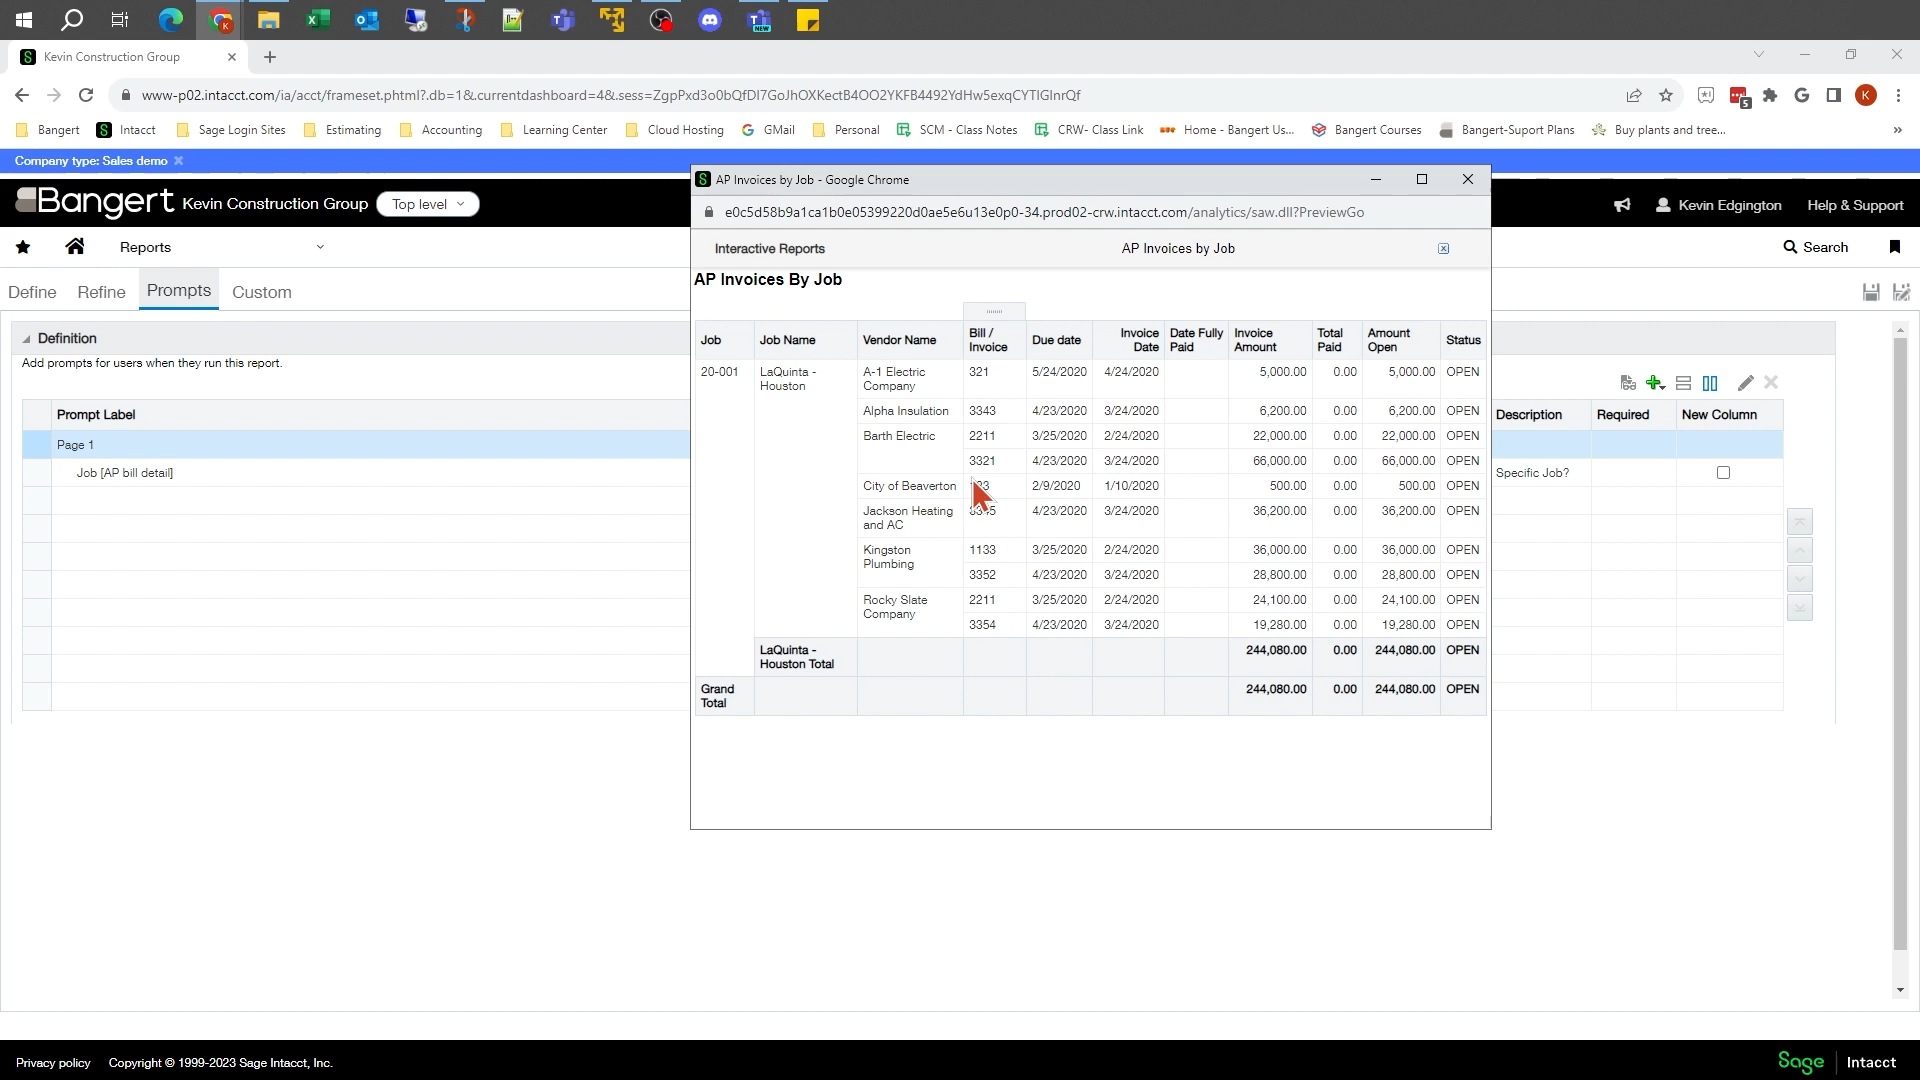 Kevin Construction Group
www-p02.intacct.com/ia/acct/frameset.phtml?.db=1&.currentdashboard=4&.sess=ZgpPxd3o0bQfDI7GoJhOXKectB4OO2YKFB4492YdHw5exqCYTIGInrQf
Bangert Intacct Sage Login Sites Estimating Accounting Learning Center Cloud Hosting GMail Personal SCM - Class Notes CRW- Class Link Home - Bangert Us... Bangert Courses Bangert-Suport Plans Buy plants and tree... »
Company type: Sales demo
Bangert Kevin Construction Group Top level
Kevin Edgington Help & Support
Reports
Search
Define Refine Prompts Custom
Definition
Add prompts for users when they run this report.
Prompt Label Description Required New Column
Page 1
Job [AP bill detail] Specific Job?
AP Invoices by Job - Google Chrome
e0c5d58b9a1ca1b0e05399220d0ae5e6u13e0p0-34.prod02-crw.intacct.com/analytics/saw.dll?PreviewGo
Interactive Reports AP Invoices by Job
AP Invoices By Job
Job Job Name Vendor Name Bill / Invoice Due date Invoice Date Date Fully Paid Invoice Amount Total Paid Amount Open Status
20-001 LaQuinta - Houston A-1 Electric Company 321 5/24/2020 4/24/2020 5,000.00 0.00 5,000.00 OPEN
Alpha Insulation 3343 4/23/2020 3/24/2020 6,200.00 0.00 6,200.00 OPEN
Barth Electric 2211 3/25/2020 2/24/2020 22,000.00 0.00 22,000.00 OPEN
3321 4/23/2020 3/24/2020 66,000.00 0.00 66,000.00 OPEN
City of Beaverton 2/9/2020 1/10/2020 500.00 0.00 500.00 OPEN
Jackson Heating and AC 4/23/2020 3/24/2020 36,200.00 0.00 36,200.00 OPEN
Kingston Plumbing 1133 3/25/2020 2/24/2020 36,000.00 0.00 36,000.00 OPEN
3352 4/23/2020 3/24/2020 28,800.00 0.00 28,800.00 OPEN
Rocky Slate Company 2211 3/25/2020 2/24/2020 24,100.00 0.00 24,100.00 OPEN
3354 4/23/2020 3/24/2020 19,280.00 0.00 19,280.00 OPEN
LaQuinta - Houston Total 244,080.00 0.00 244,080.00 OPEN
Grand Total 244,080.00 0.00 244,080.00 OPEN
Privacy policy Copyright © 1999-2023 Sage Intacct, Inc.
Sage Intacct